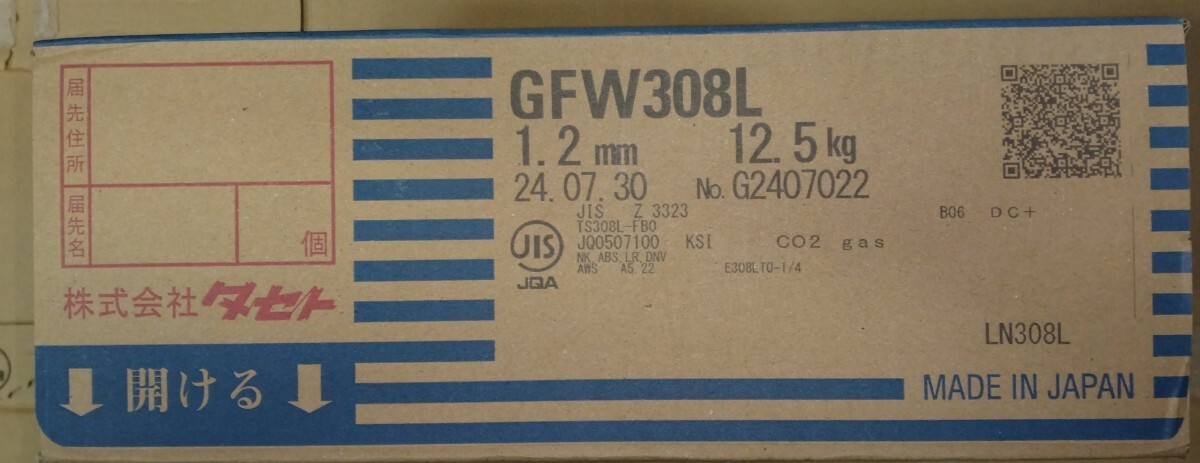 届先住所
届先名
個
株式会社タセト
開ける
GFW308L
1.2 mm 12.5kg
24.07.30 No.G2407022
JIS Z 3323
TS308L-FB0
JIS JQ0507100 KSI CO2 gas
B06 DC+
NK,ABS,LR,DNV
AWS A5.22 E308LT0-1/4
JQA
LN308L
MADE IN JAPAN